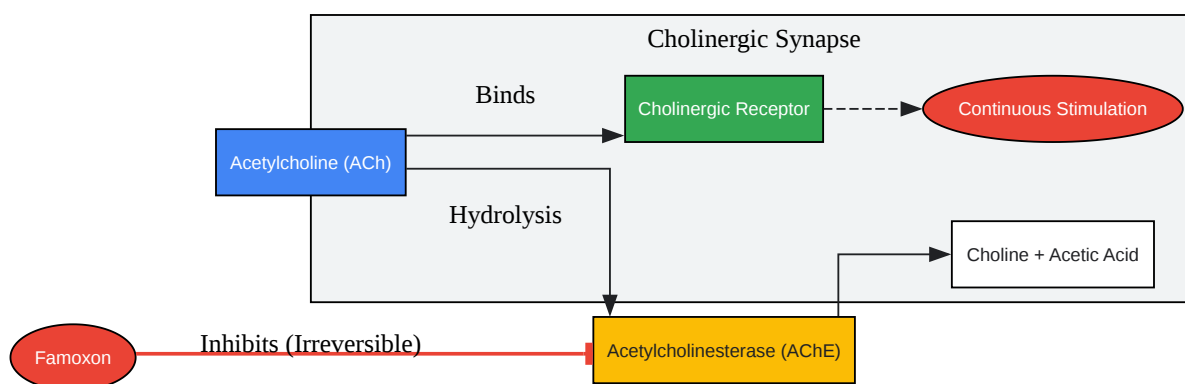 Cholinergic Synapse
Binds
Cholinergic Receptor
Continuous Stimulation
Acetylcholine (ACh)
Hydrolysis
Choline + Acetic Acid
Inhibits (Irreversible)
Famoxon
Acetylcholinesterase (AChE)